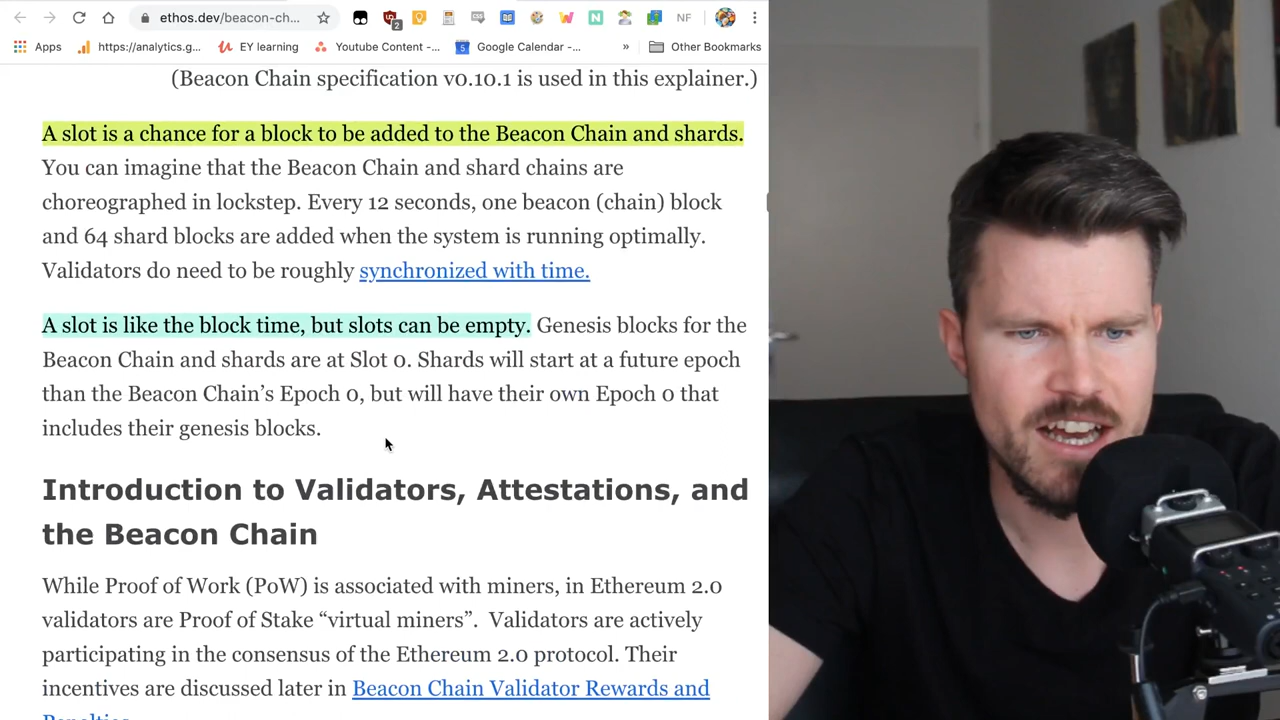 ethos.dev/beacon-ch...
2
CSS
NF
Apps
https://analytics.g...
EY learning
Youtube Content -...
5
Google Calendar -...
»
Other Bookmarks
(Beacon Chain specification v0.10.1 is used in this explainer.)
A slot is a chance for a block to be added to the Beacon Chain and shards.
You can imagine that the Beacon Chain and shard chains are
choreographed in lockstep. Every 12 seconds, one beacon (chain) block
and 64 shard blocks are added when the system is running optimally.
Validators do need to be roughly synchronized with time.
A slot is like the block time, but slots can be empty. Genesis blocks for the
Beacon Chain and shards are at Slot 0. Shards will start at a future epoch
than the Beacon Chain’s Epoch 0, but will have their own Epoch 0 that
includes their genesis blocks.
Introduction to Validators, Attestations, and
the Beacon Chain
While Proof of Work (PoW) is associated with miners, in Ethereum 2.0
validators are Proof of Stake “virtual miners”. Validators are actively
participating in the consensus of the Ethereum 2.0 protocol. Their
incentives are discussed later in Beacon Chain Validator Rewards and
Penalties.